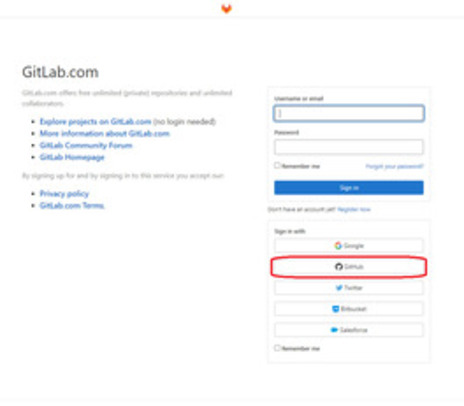 GitLab.com
GitLab.com offers free unlimited (private) repositories and unlimited
collaborators.
Explore projects on GitLab.com (no login needed)
More information about GitLab.com
GitLab Community Forum
GitLab Homepage
By signing up for and by signing in to this service you accept our:
Privacy policy
GitLab.com Terms.
Username or email
Password
Remember me Forgot your password?
Sign in
Don't have an account yet? Register now
Sign in with
Google
GitHub
Twitter
Bitbucket
Salesforce
Remember me